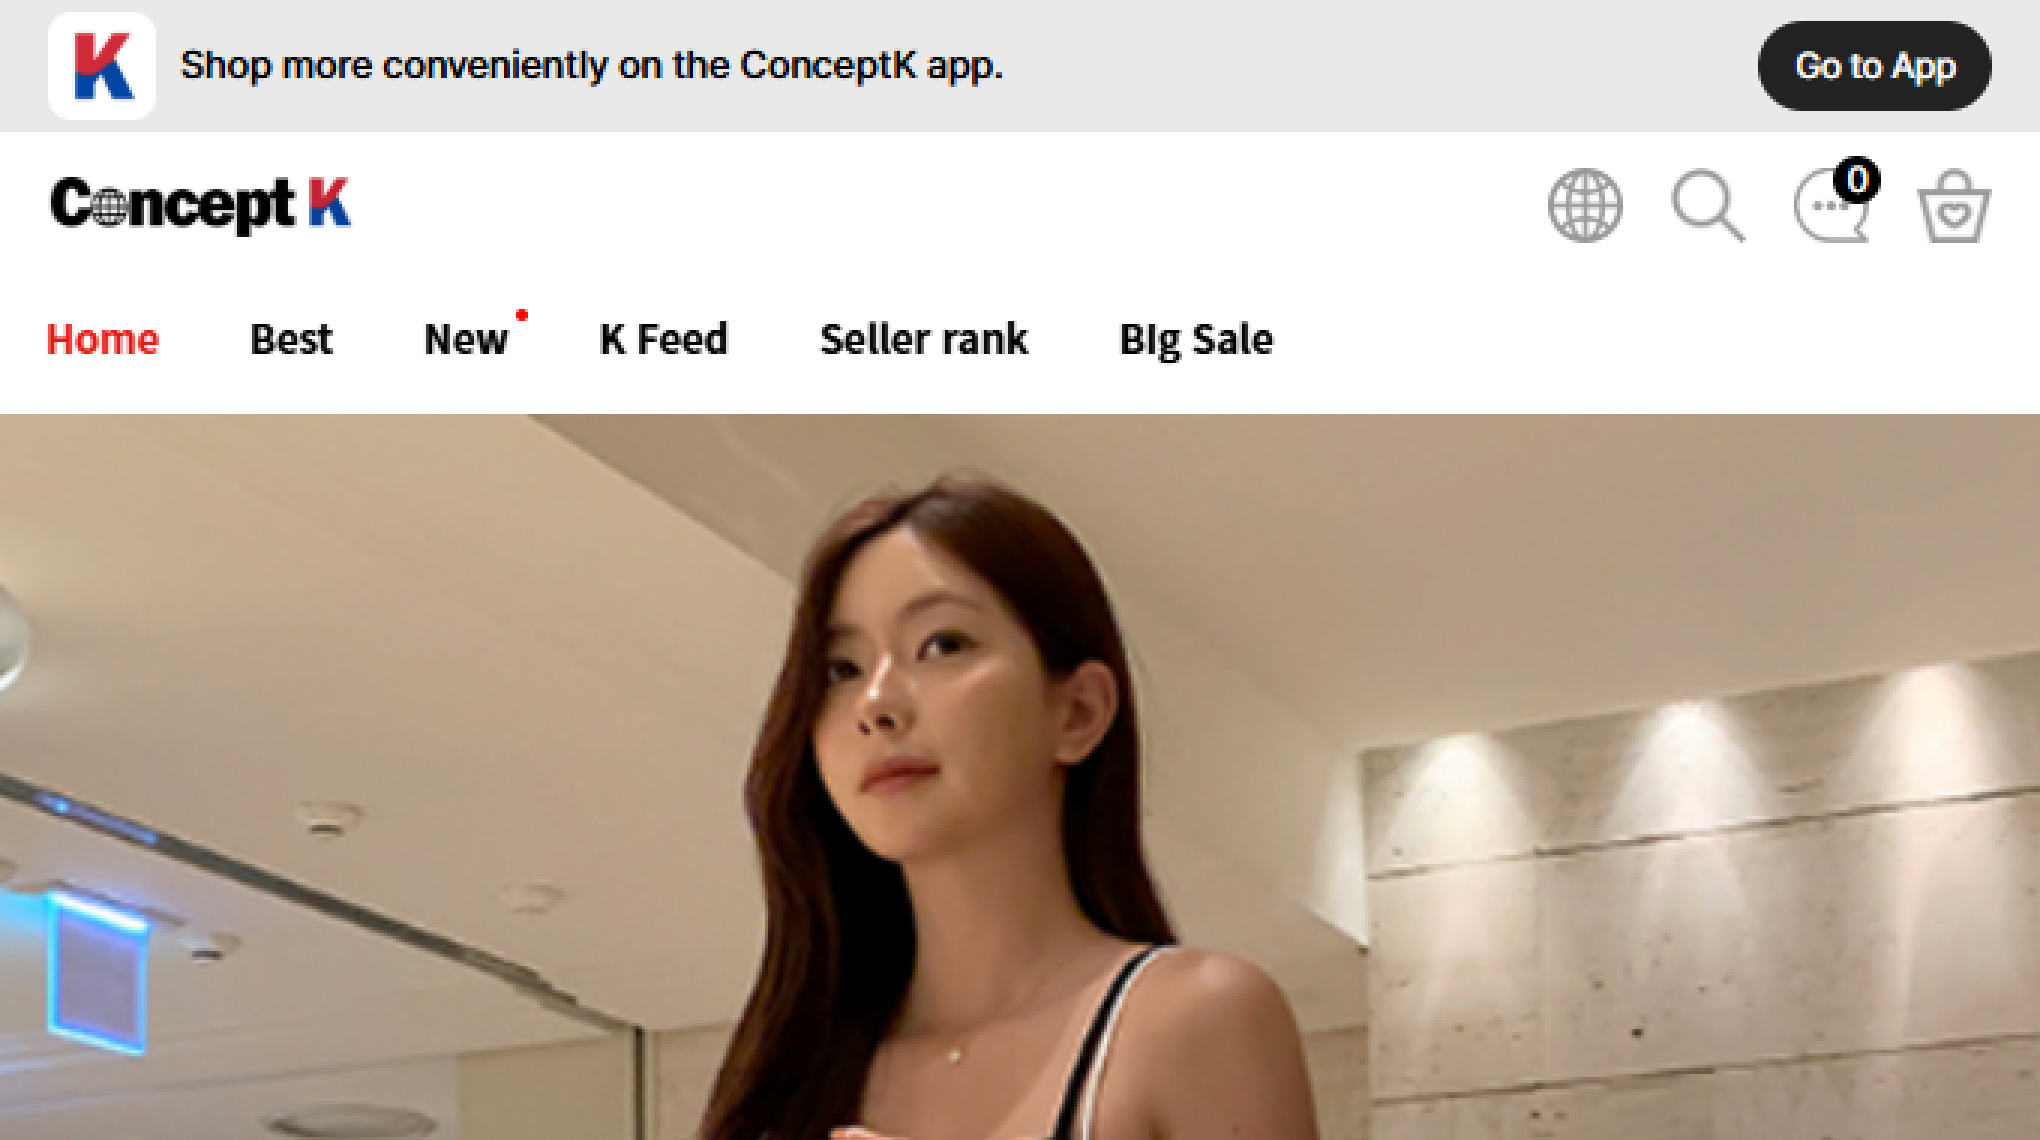 K
Shop more conveniently on the ConceptK app.
Go to App
Concept K
0
Home
Best
New
K Feed
Seller rank
BIg Sale